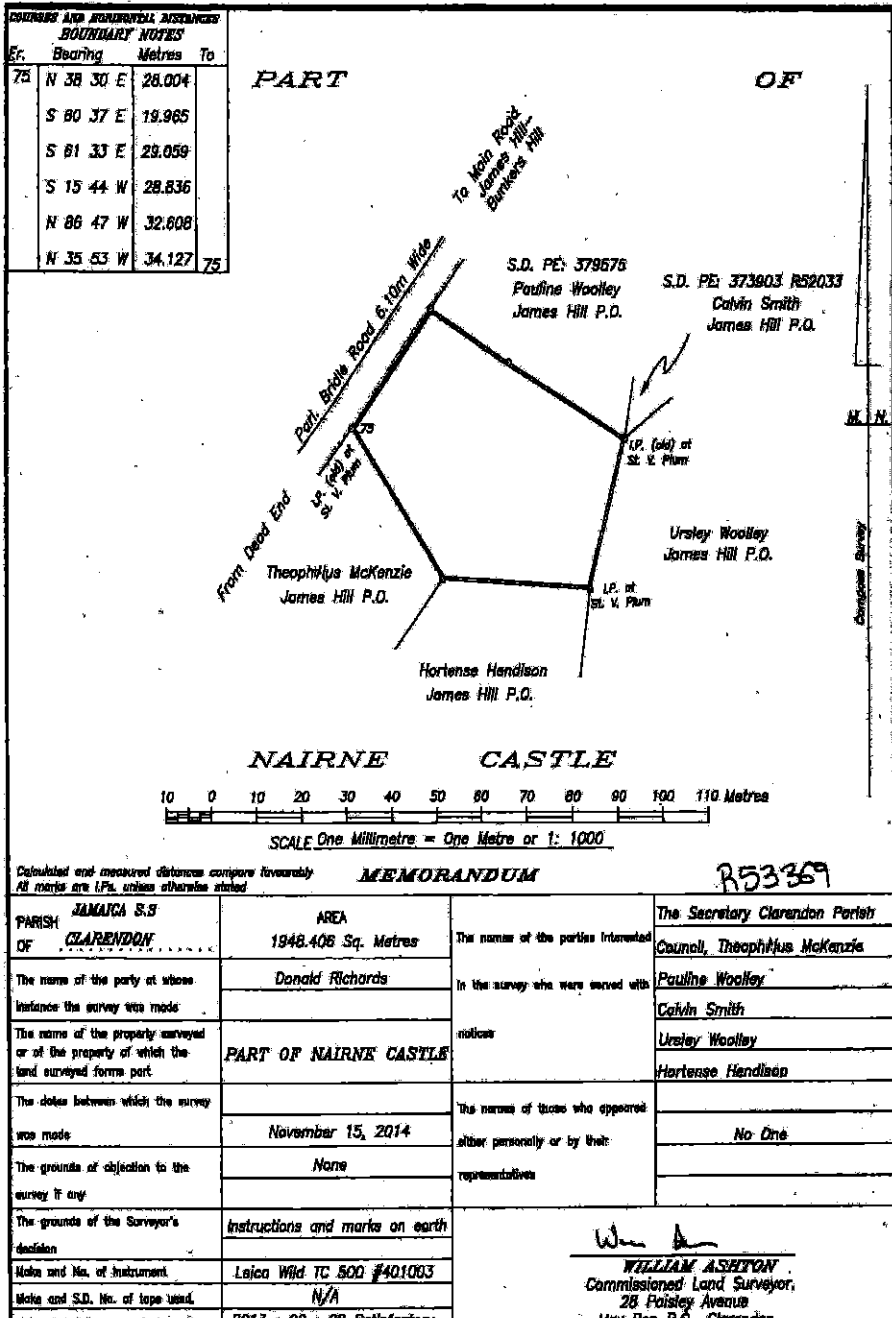 COURSES AND HORIZONTAL DISTANCES
BOUNDARY NOTES
Fr. Bearing Metres To
75 N 38 30 E 28.004
S 60 37 E 19.965
S 61 33 E 29.059
S 15 44 W 28.836
N 86 47 W 32.608
N 35 53 W 34.127 75
PART OF
To Main Road
James Hill-
Bunkers Hill
Parl. Bridle Road 6.10m Wide
From Dead End
S.D. PE: 379575
Pauline Woolley
James Hill P.O.
S.D. PE: 373903 R52033
Calvin Smith
James Hill P.O.
M. N.
Compass Survey
75
I.P. (old) at
St. V. Plum
I.P. (old) at
St. V. Plum
Ursley Woolley
James Hill P.O.
Theophilus McKenzie
James Hill P.O.
I.P. at
St. V. Plum
Hortense Hendison
James Hill P.O.
NAIRNE CASTLE
10 0 10 20 30 40 50 60 70 80 90 100 110 Metres
SCALE One Millimetre = One Metre or 1: 1000
Calculated and measured distances compare favourably
All marks are I.Ps. unless otherwise stated
MEMORANDUM
R53369
JAMAICA S.S
PARISH OF CLARENDON
AREA
1948.406 Sq. Metres
The names of the parties interested
in the survey who were served with
notices
The Secretary Clarendon Parish
Council, Theophilus McKenzie
Pauline Woolley
Calvin Smith
Ursley Woolley
Hortense Hendison
The name of the party at whose
instance the survey was made
Donald Richards
The name of the property surveyed
or of the property of which the
land surveyed forms part
PART OF NAIRNE CASTLE
The dates between which the survey
was made
November 15, 2014
The names of those who appeared
either personally or by their
representatives
No One
The grounds of objection to the
survey if any
None
The grounds of the Surveyor's
decision
Instructions and marks on earth
Make and No. of Instrument
Leica Wild TC 500 #401003
Make and S.D. No. of tape used.
N/A
WILLIAM ASHTON
Commissioned Land Surveyor,
28 Paisley Avenue